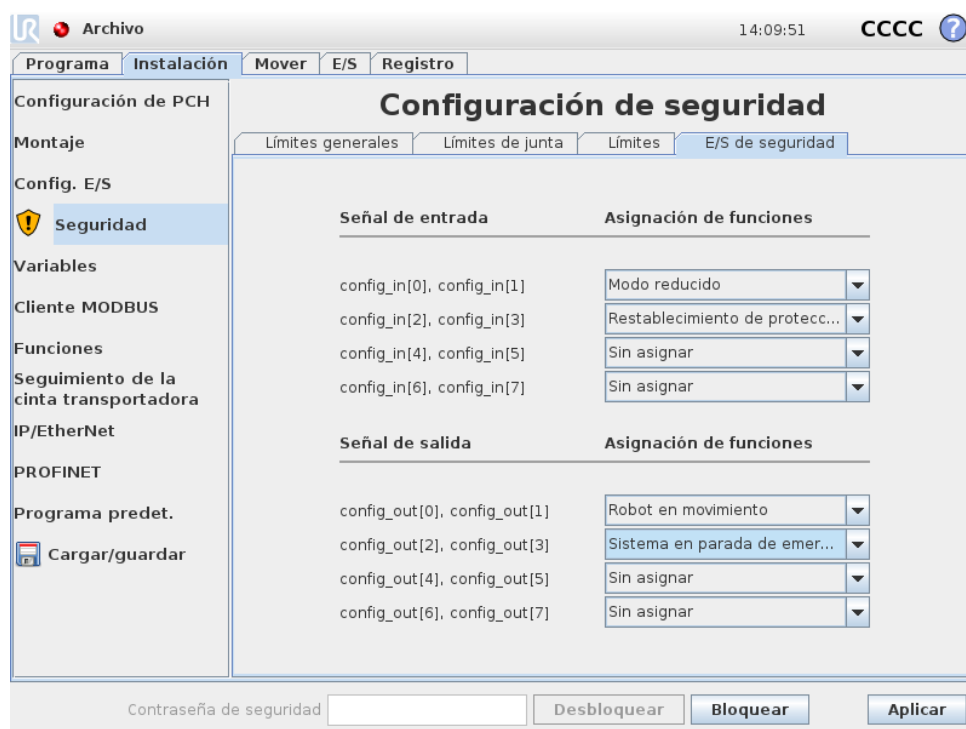 UR Archivo 14:09:51 CCCC ?
Programa Instalación Mover E/S Registro
Configuración de PCH
Montaje
Config. E/S
Seguridad
Variables
Cliente MODBUS
Funciones
Seguimiento de la
cinta transportadora
IP/EtherNet
PROFINET
Programa predet.
Cargar/guardar
Configuración de seguridad
Límites generales Límites de junta Límites E/S de seguridad
Señal de entrada Asignación de funciones
config_in[0], config_in[1] Modo reducido
config_in[2], config_in[3] Restablecimiento de protecc...
config_in[4], config_in[5] Sin asignar
config_in[6], config_in[7] Sin asignar
Señal de salida Asignación de funciones
config_out[0], config_out[1] Robot en movimiento
config_out[2], config_out[3] Sistema en parada de emer...
config_out[4], config_out[5] Sin asignar
config_out[6], config_out[7] Sin asignar
Contraseña de seguridad Desbloquear Bloquear Aplicar